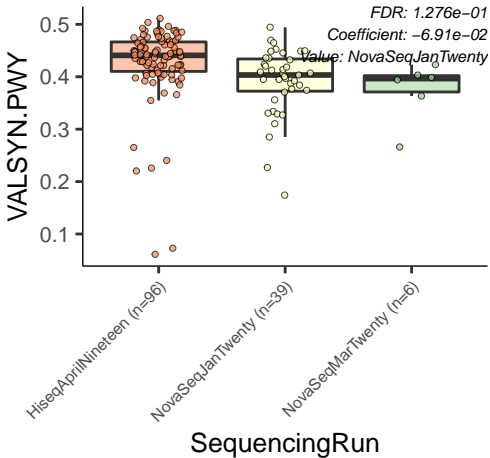 FDR: 1.276e−01
Coefficient: −6.91e−02
Value: NovaSeqJanTwenty
VALSYN.PWY
0.5
0.4
0.3
0.2
0.1
HiseqAprilNineteen (n=96)
NovaSeqJanTwenty (n=39)
NovaSeqMarTwenty (n=6)
SequencingRun